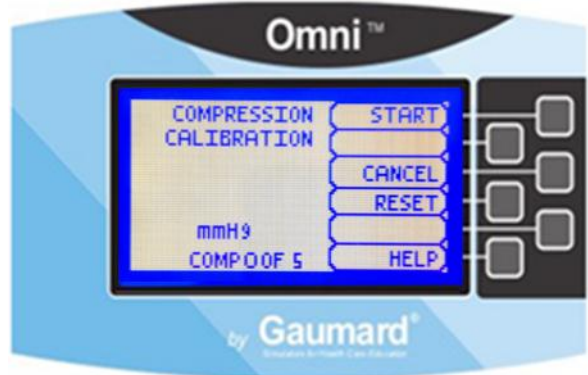 Omni™
COMPRESSION
CALIBRATION
START
CANCEL
RESET
mmHg
COMP 0 OF 5
HELP
by Gaumard®